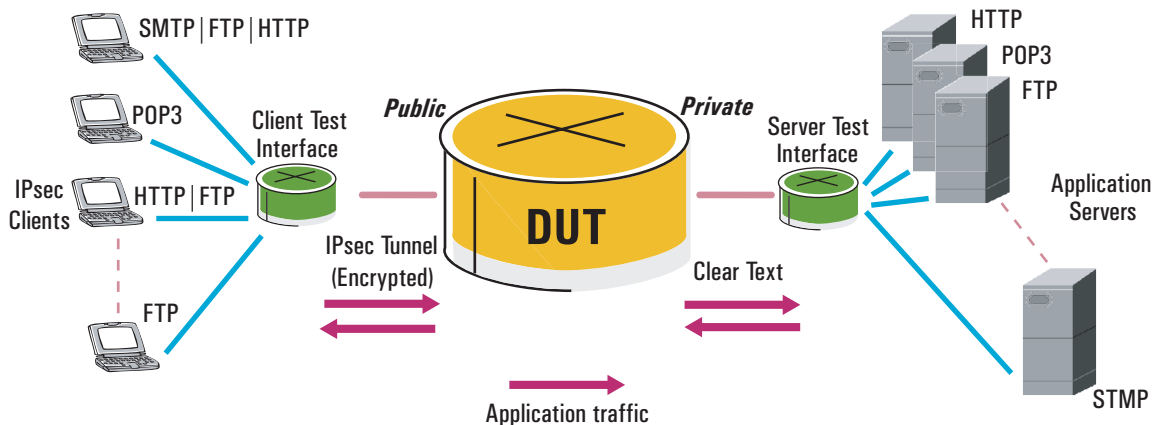 SMTP | FTP | HTTP
POP3
IPsec
Clients
HTTP | FTP
FTP
Client Test
Interface
Public
Private
DUT
IPsec Tunnel
(Encrypted)
Clear Text
Application traffic
Server Test
Interface
HTTP
POP3
FTP
Application
Servers
STMP